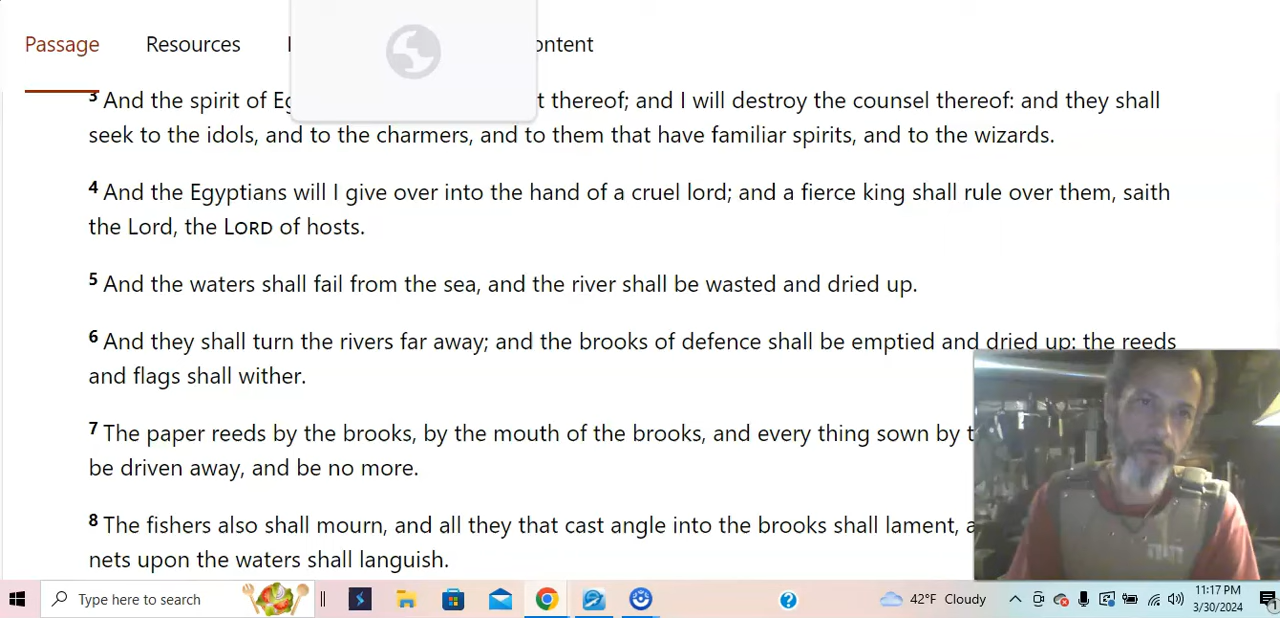 Passage Resources ontent
3 And the spirit of Eg t thereof; and I will destroy the counsel thereof: and they shall
seek to the idols, and to the charmers, and to them that have familiar spirits, and to the wizards.
4 And the Egyptians will I give over into the hand of a cruel lord; and a fierce king shall rule over them, saith
the Lord, the LORD of hosts.
5 And the waters shall fail from the sea, and the river shall be wasted and dried up.
6 And they shall turn the rivers far away; and the brooks of defence shall be emptied and dried up: the reeds
and flags shall wither.
7 The paper reeds by the brooks, by the mouth of the brooks, and every thing sown by t
be driven away, and be no more.
8 The fishers also shall mourn, and all they that cast angle into the brooks shall lament, a
nets upon the waters shall languish.
Type here to search
42°F Cloudy
11:17 PM
3/30/2024